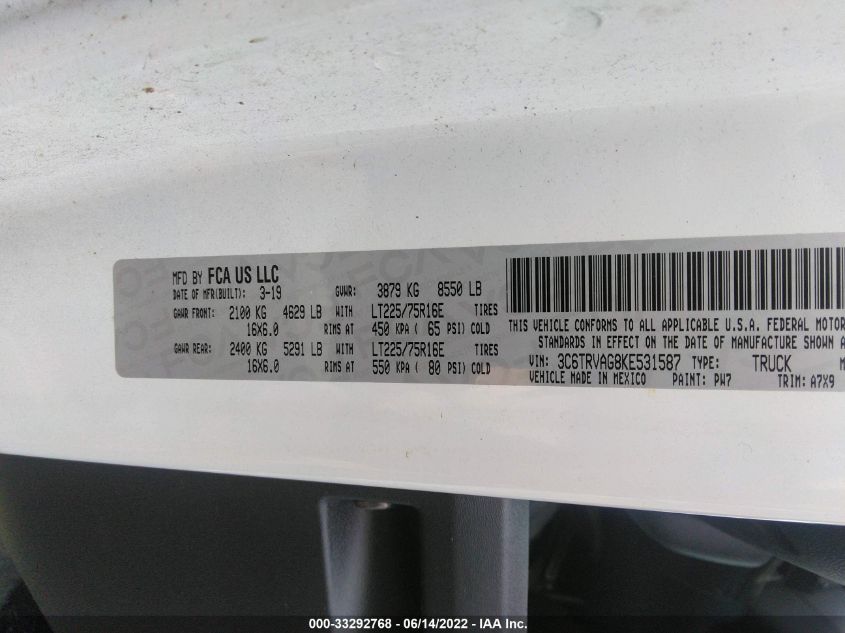 MFD BY FCA US LLC
DATE OF MFR(BUILT): 3-19 GVWR: 3879 KG 8550 LB
GAWR FRONT: 2100 KG 4629 LB WITH LT225/75R16E TIRES
16X6.0 RIMS AT 450 KPA ( 65 PSI) COLD
GAWR REAR: 2400 KG 5291 LB WITH LT225/75R16E TIRES
16X6.0 RIMS AT 550 KPA ( 80 PSI) COLD
THIS VEHICLE CONFORMS TO ALL APPLICABLE U.S.A. FEDERAL MOTOR
STANDARDS IN EFFECT ON THE DATE OF MANUFACTURE SHOWN A
VIN: 3C6TRVAG8KE531587 TYPE: TRUCK M
VEHICLE MADE IN MEXICO PAINT: PW7 TRIM: A7X9
000-33292768 - 06/14/2022 - IAA Inc.